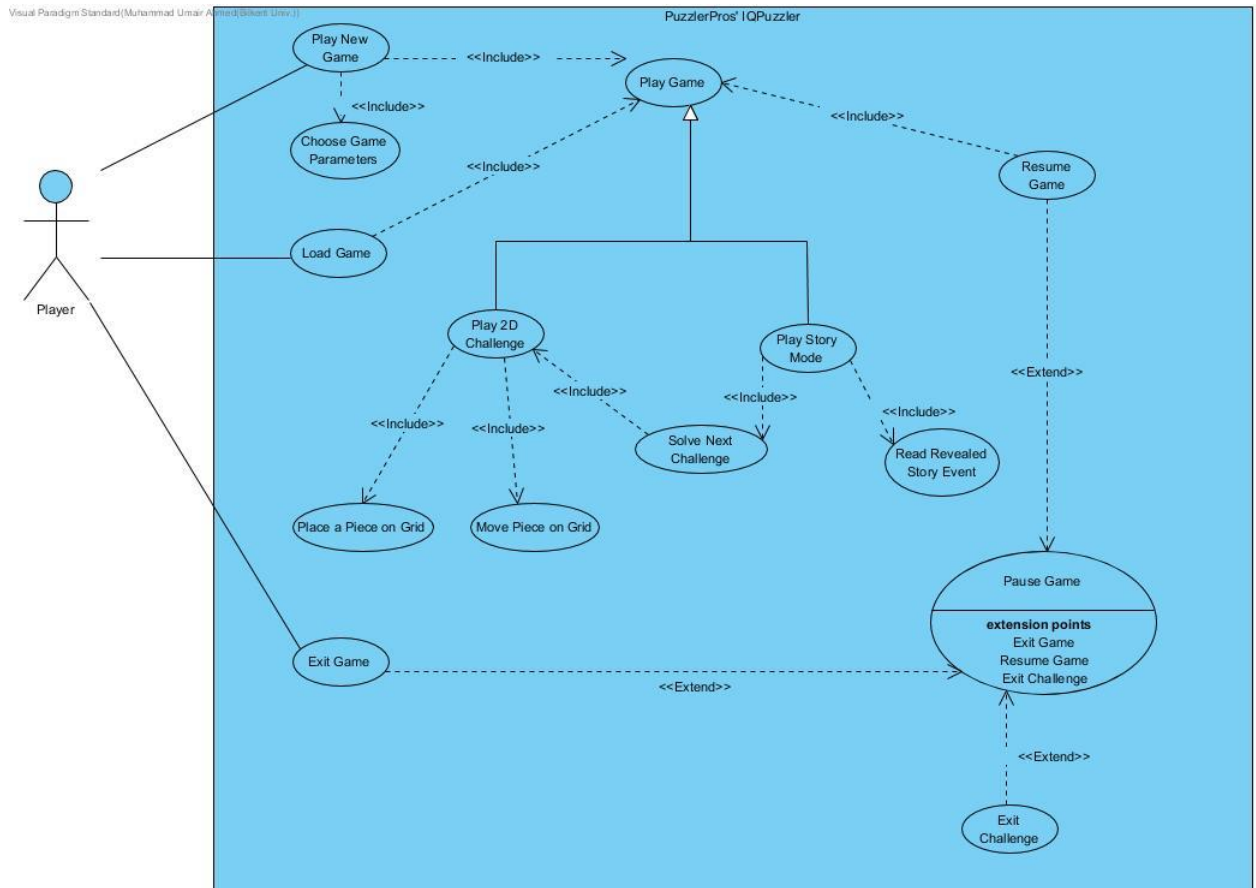 Visual Paradigm Standard(Muhammad Umair Ahmed(Bilkent Univ.))
PuzzlerPros' IQPuzzler
Play New
Game
<<Include>>
Play Game
<<Include>>
<<Include>>
Choose Game
Parameters
<<Include>>
Resume
Game
Load Game
Player
Play 2D
Challenge
Play Story
Mode
<<Extend>>
<<Include>>
<<Include>>
<<Include>>
<<Include>>
<<Include>>
Solve Next
Challenge
Read Revealed
Story Event
Place a Piece on Grid
Move Piece on Grid
Pause Game
extension points
Exit Game
Resume Game
Exit Challenge
Exit Game
<<Extend>>
<<Extend>>
Exit
Challenge